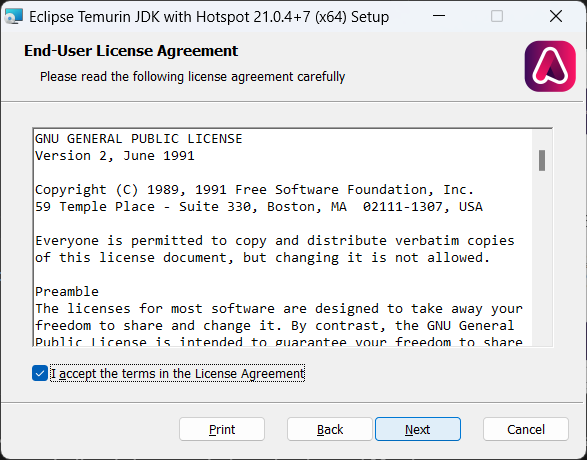 Eclipse Temurin JDK with Hotspot 21.0.4+7 (x64) Setup
End-User License Agreement
Please read the following license agreement carefully
GNU GENERAL PUBLIC LICENSE
Version 2, June 1991
Copyright (C) 1989, 1991 Free Software Foundation, Inc.
59 Temple Place - Suite 330, Boston, MA  02111-1307, USA
Everyone is permitted to copy and distribute verbatim copies
of this license document, but changing it is not allowed.
Preamble
The licenses for most software are designed to take away your
freedom to share and change it. By contrast, the GNU General
Public License is intended to guarantee your freedom to share
I accept the terms in the License Agreement
Print Back Next Cancel